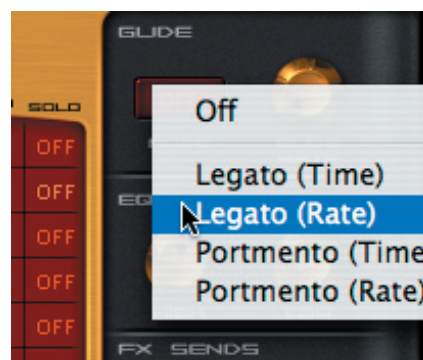 GLIDE
SOLO
OFF
OFF
OFF
OFF
OFF
Off
Legato (Time)
Legato (Rate)
Portmento (Time
Portmento (Rate)
FX SENDS